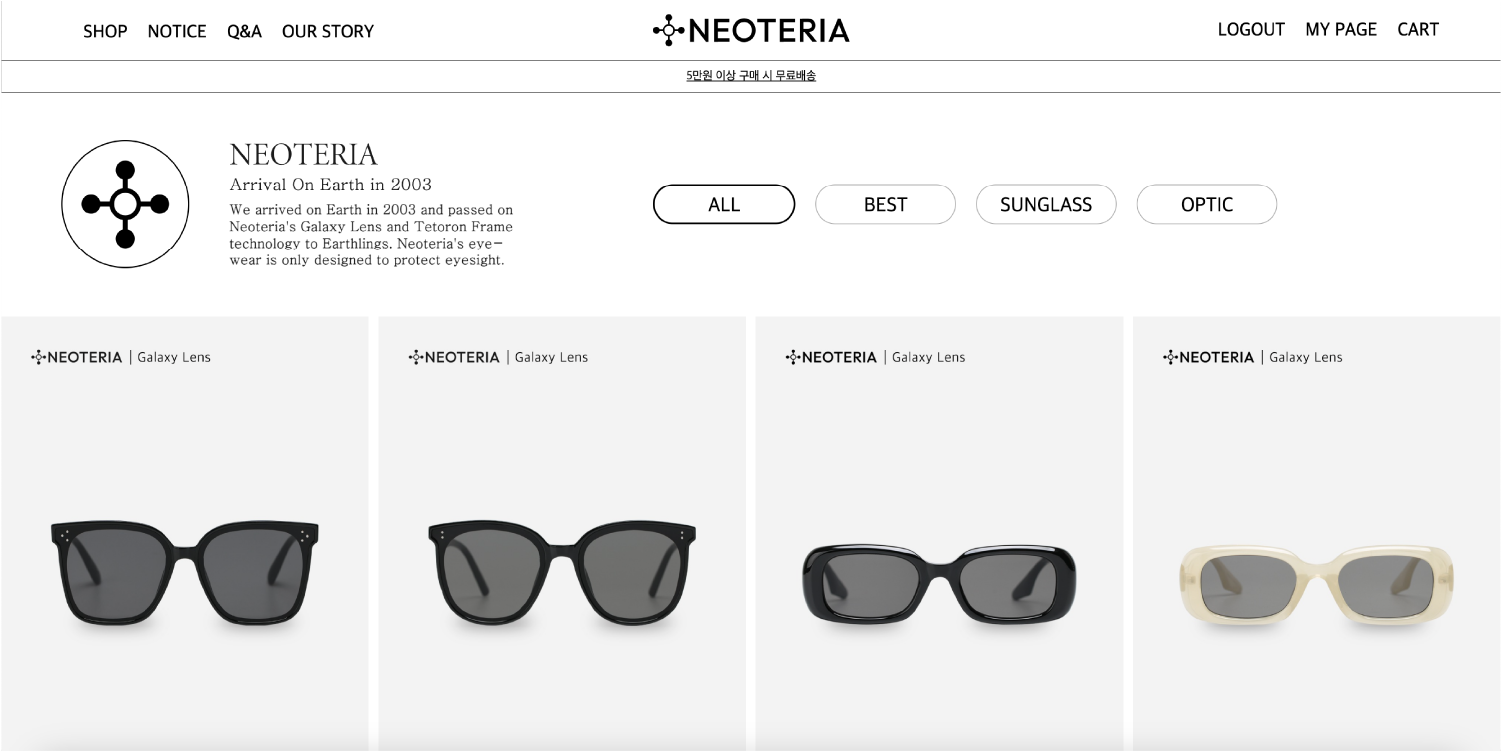 SHOP NOTICE Q&A OUR STORY
NEOTERIA
LOGOUT MY PAGE CART
5만원 이상 구매 시 무료배송
NEOTERIA
Arrival On Earth in 2003
We arrived on Earth in 2003 and passed on
Neoteria's Galaxy Lens and Tetoron Frame
technology to Earthlings. Neoteria's eye-
wear is only designed to protect eyesight.
ALL
BEST
SUNGLASS
OPTIC
NEOTERIA | Galaxy Lens
NEOTERIA | Galaxy Lens
NEOTERIA | Galaxy Lens
NEOTERIA | Galaxy Lens